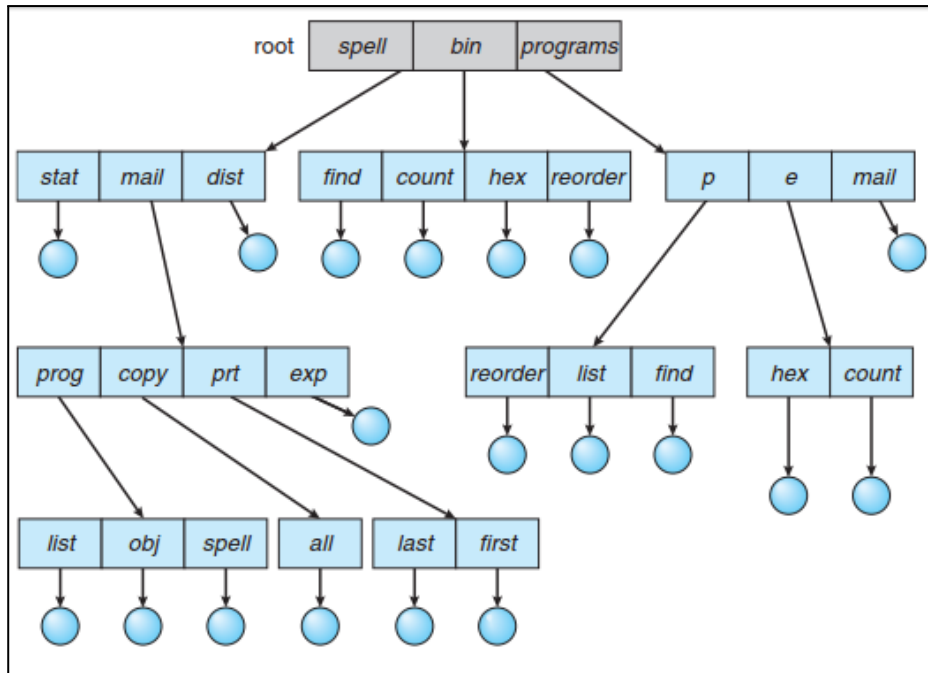 root spell bin programs
stat mail dist find count hex reorder p e mail
prog copy prt exp reorder list find hex count
list obj spell all last first